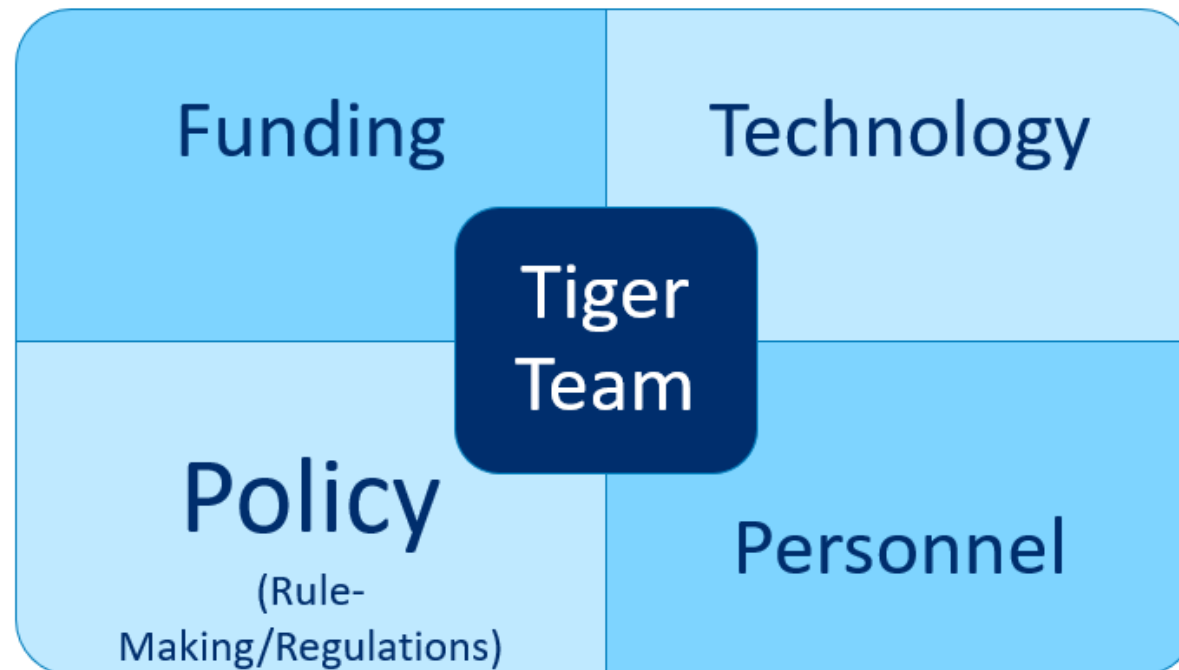 Funding
Technology
Tiger
Team
Policy
(Rule-
Making/Regulations)
Personnel